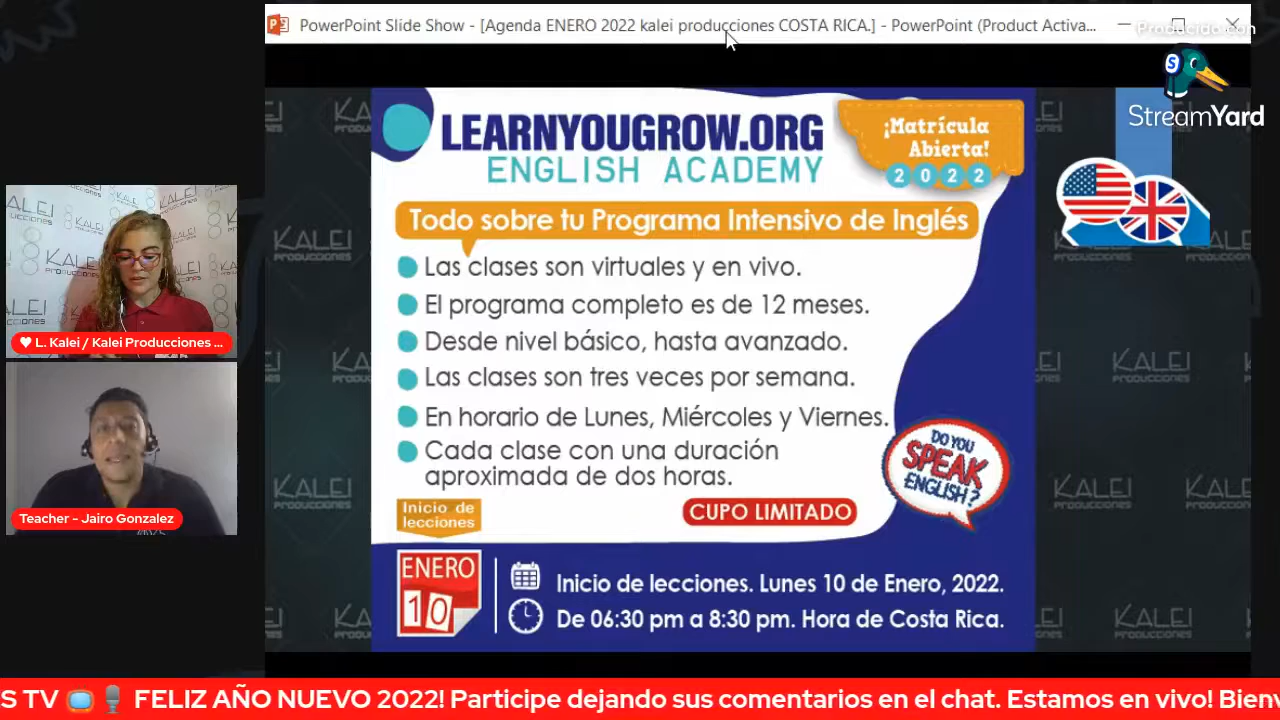 PowerPoint Slide Show - [Agenda ENERO 2022 kalei producciones COSTA RICA.] - PowerPoint (Product Activa...
Producido con
StreamYard
LEARNYOUGROW.ORG
ENGLISH ACADEMY
¡Matrícula
Abierta!
2022
Todo sobre tu Programa Intensivo de Inglés
Las clases son virtuales y en vivo.
El programa completo es de 12 meses.
Desde nivel básico, hasta avanzado.
Las clases son tres veces por semana.
En horario de Lunes, Miércoles y Viernes.
Cada clase con una duración
aproximada de dos horas.
DO YOU
SPEAK
ENGLISH?
Inicio de
lecciones
CUPO LIMITADO
ENERO
10
Inicio de lecciones. Lunes 10 de Enero, 2022.
De 06:30 pm a 8:30 pm. Hora de Costa Rica.
KALEI
PRODUCCIONES
L. Kalei / Kalei Producciones ...
Teacher - Jairo Gonzalez
S TV FELIZ AÑO NUEVO 2022! Participe dejando sus comentarios en el chat. Estamos en vivo! Bienv